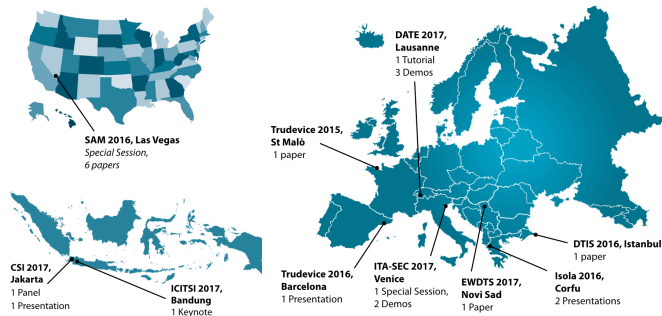 SAM 2016, Las Vegas
Special Session,
6 papers
CSI 2017,
Jakarta
1 Panel
1 Presentation
ICITSI 2017,
Bandung
1 Keynote
DATE 2017,
Lausanne
1 Tutorial
3 Demos
Trudevice 2015,
St Malò
1 paper
Trudevice 2016,
Barcelona
1 Presentation
ITA-SEC 2017,
Venice
1 Special Session,
2 Demos
EWDTS 2017,
Novi Sad
1 Paper
Isola 2016,
Corfu
2 Presentations
DTIS 2016, Istanbul
1 paper